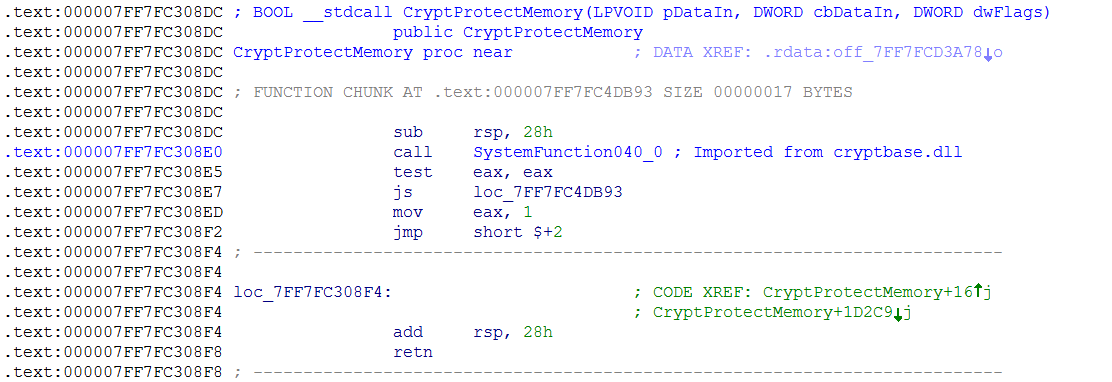 .text:000007FF7FC308DC ; BOOL __stdcall CryptProtectMemory(LPVOID pDataIn, DWORD cbDataIn, DWORD dwFlags)
.text:000007FF7FC308DC                 public CryptProtectMemory
.text:000007FF7FC308DC CryptProtectMemory proc near            ; DATA XREF: .rdata:off_7FF7FCD3A78↓o
.text:000007FF7FC308DC
.text:000007FF7FC308DC ; FUNCTION CHUNK AT .text:000007FF7FC4DB93 SIZE 00000017 BYTES
.text:000007FF7FC308DC
.text:000007FF7FC308DC                 sub     rsp, 28h
.text:000007FF7FC308E0                 call    SystemFunction040_0 ; Imported from cryptbase.dll
.text:000007FF7FC308E5                 test    eax, eax
.text:000007FF7FC308E7                 js      loc_7FF7FC4DB93
.text:000007FF7FC308ED                 mov     eax, 1
.text:000007FF7FC308F2                 jmp     short $+2
.text:000007FF7FC308F4 ; ---------------------------------------------------------------------------
.text:000007FF7FC308F4
.text:000007FF7FC308F4 loc_7FF7FC308F4:                        ; CODE XREF: CryptProtectMemory+16↑j
.text:000007FF7FC308F4                                         ; CryptProtectMemory+1D2C9↓j
.text:000007FF7FC308F4                 add     rsp, 28h
.text:000007FF7FC308F8                 retn
.text:000007FF7FC308F8 ; ---------------------------------------------------------------------------